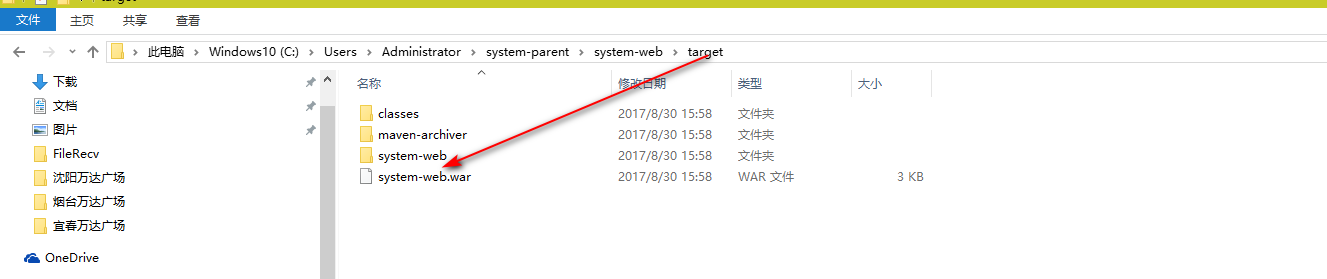 target
文件 主页 共享 查看
此电脑 Windows10 (C:) Users Administrator system-parent system-web target
名称 修改日期 类型 大小
下载
文档
图片
FileRecv
沈阳万达广场
烟台万达广场
宜春万达广场
OneDrive
classes 2017/8/30 15:58 文件夹
maven-archiver 2017/8/30 15:58 文件夹
system-web 2017/8/30 15:58 文件夹
system-web.war 2017/8/30 15:58 WAR 文件 3 KB